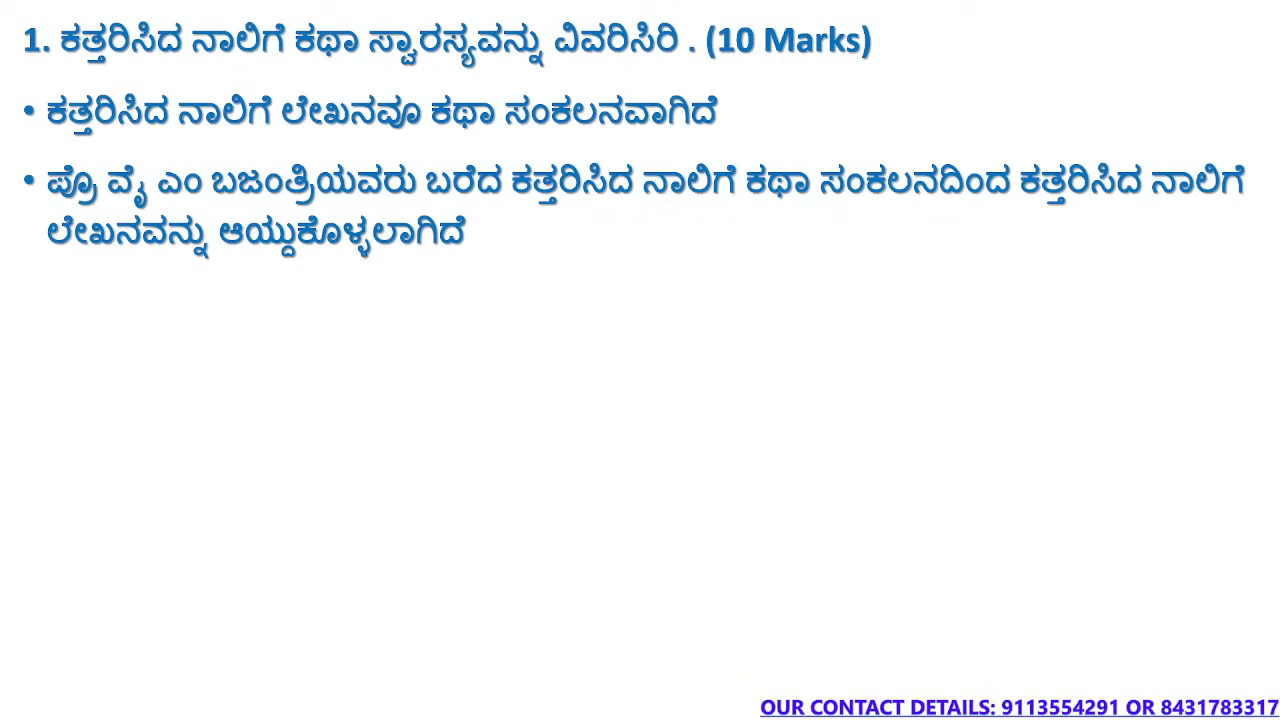 1. ಕತ್ತರಿಸಿದ ನಾಲಿಗೆ ಕಥಾ ಸ್ವಾರಸ್ಯವನ್ನು ವಿವರಿಸಿರಿ . (10 Marks)
• ಕತ್ತರಿಸಿದ ನಾಲಿಗೆ ಲೇಖನವೂ ಕಥಾ ಸಂಕಲನವಾಗಿದೆ
• ಪ್ರೊ ವೈ ಎಂ ಬಜಂತ್ರಿಯವರು ಬರೆದ ಕತ್ತರಿಸಿದ ನಾಲಿಗೆ ಕಥಾ ಸಂಕಲನದಿಂದ ಕತ್ತರಿಸಿದ ನಾಲಿಗೆ
ಲೇಖನವನ್ನು ಆಯ್ದುಕೊಳ್ಳಲಾಗಿದೆ
OUR CONTACT DETAILS: 9113554291 OR 8431783317